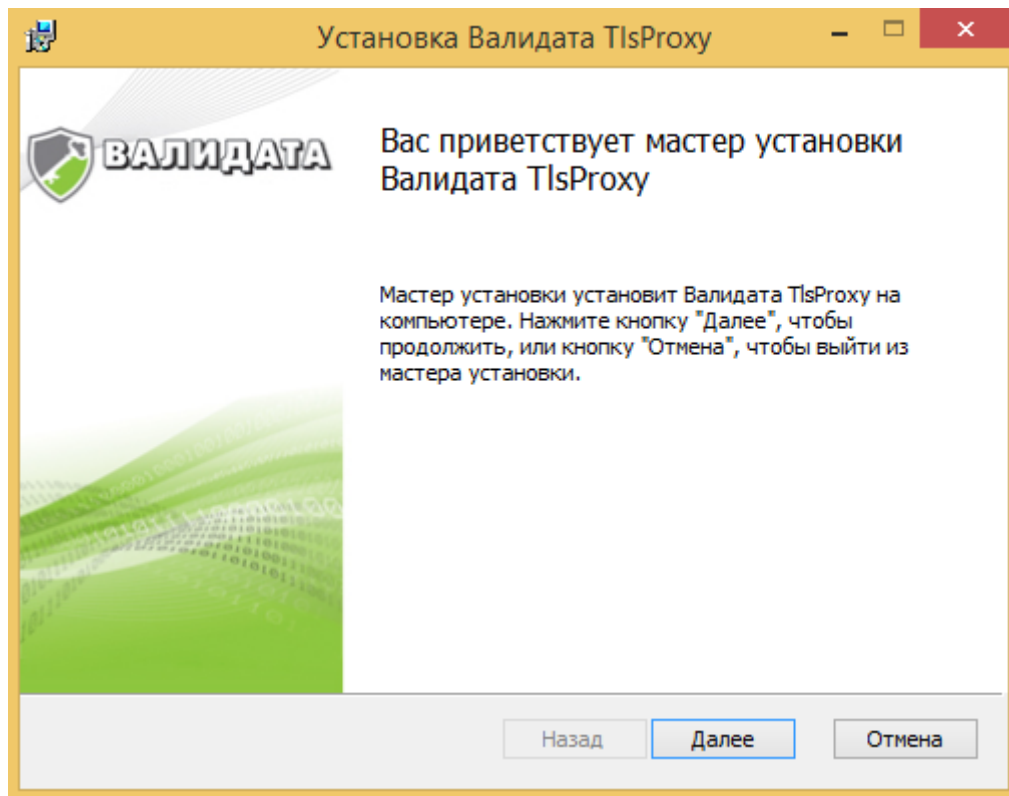 Установка Валидата TlsProxy
ВАЛИДАТА
Вас приветствует мастер установки
Валидата TlsProxy
Мастер установки установит Валидата TlsProxy на
компьютере. Нажмите кнопку "Далее", чтобы
продолжить, или кнопку "Отмена", чтобы выйти из
мастера установки.
Назад
Далее
Отмена